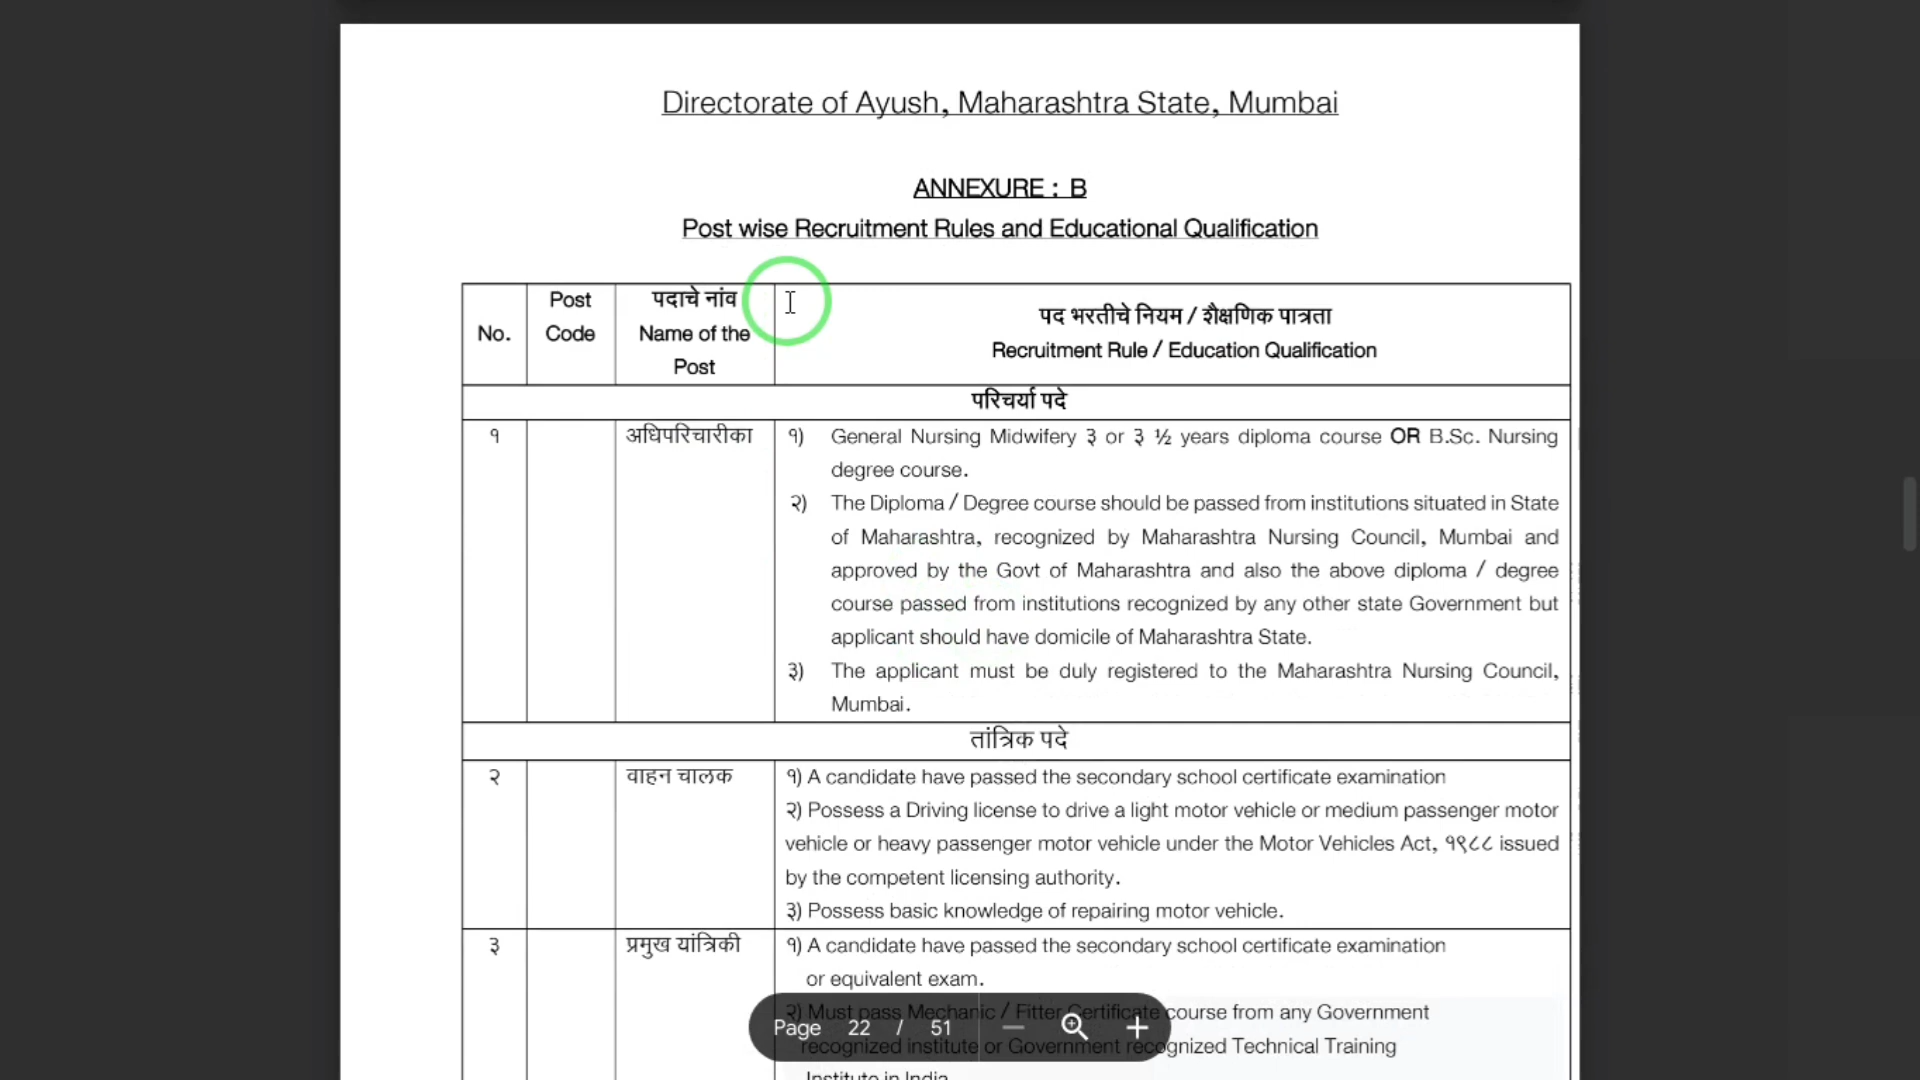 Directorate of Ayush, Maharashtra State, Mumbai
ANNEXURE : B
Post wise Recruitment Rules and Educational Qualification
No.
Post
Code
पदाचे नांव
Name of the
Post
पद भरतीचे नियम / शैक्षणिक पात्रता
Recruitment Rule / Education Qualification
परिचर्या पदे
१
अधिपरिचारीका
१) General Nursing Midwifery ३ or ३ ½ years diploma course OR B.Sc. Nursing
degree course.
२) The Diploma / Degree course should be passed from institutions situated in State
of Maharashtra, recognized by Maharashtra Nursing Council, Mumbai and
approved by the Govt of Maharashtra and also the above diploma / degree
course passed from institutions recognized by any other state Government but
applicant should have domicile of Maharashtra State.
३) The applicant must be duly registered to the Maharashtra Nursing Council,
Mumbai.
तांत्रिक पदे
२
वाहन चालक
१) A candidate have passed the secondary school certificate examination
२) Possess a Driving license to drive a light motor vehicle or medium passenger motor
vehicle or heavy passenger motor vehicle under the Motor Vehicles Act, १९८८ issued
by the competent licensing authority.
३) Possess basic knowledge of repairing motor vehicle.
३
प्रमुख यांत्रिकी
१) A candidate have passed the secondary school certificate examination
or equivalent exam.
२) Must pass Mechanic / Fitter Certificate course from any Government
recognized institute or Government recognized Technical Training
Institute in India
Page 22 / 51